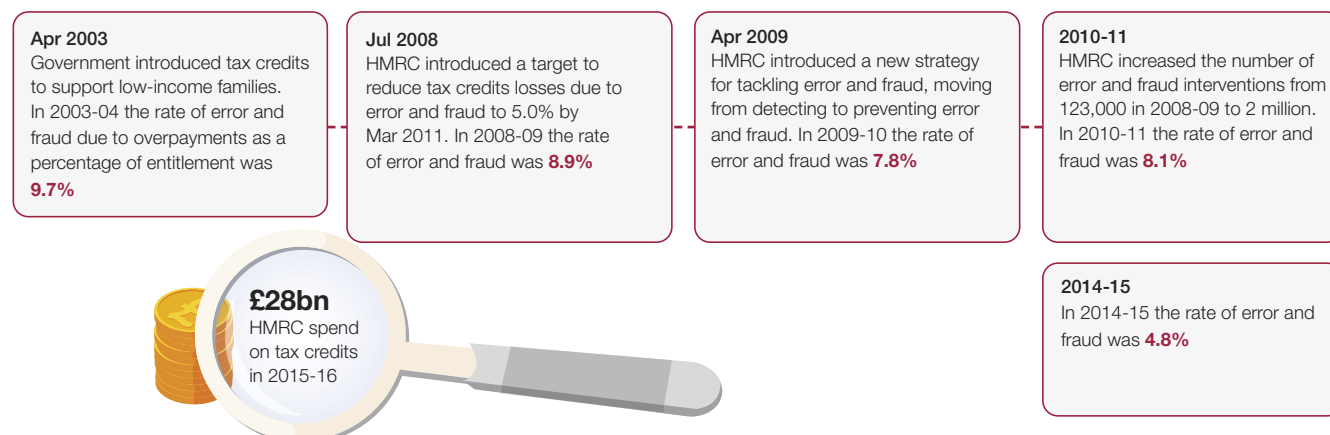 Apr 2003
Government introduced tax credits
to support low-income families.
In 2003-04 the rate of error and
fraud due to overpayments as a
percentage of entitlement was
9.7%
Jul 2008
HMRC introduced a target to
reduce tax credits losses due to
error and fraud to 5.0% by
Mar 2011. In 2008-09 the rate
of error and fraud was 8.9%
Apr 2009
HMRC introduced a new strategy
for tackling error and fraud, moving
from detecting to preventing error
and fraud. In 2009-10 the rate of
error and fraud was 7.8%
2010-11
HMRC increased the number of
error and fraud interventions from
123,000 in 2008-09 to 2 million.
In 2010-11 the rate of error and
fraud was 8.1%
£28bn
HMRC spend
on tax credits
in 2015-16
2014-15
In 2014-15 the rate of error and
fraud was 4.8%